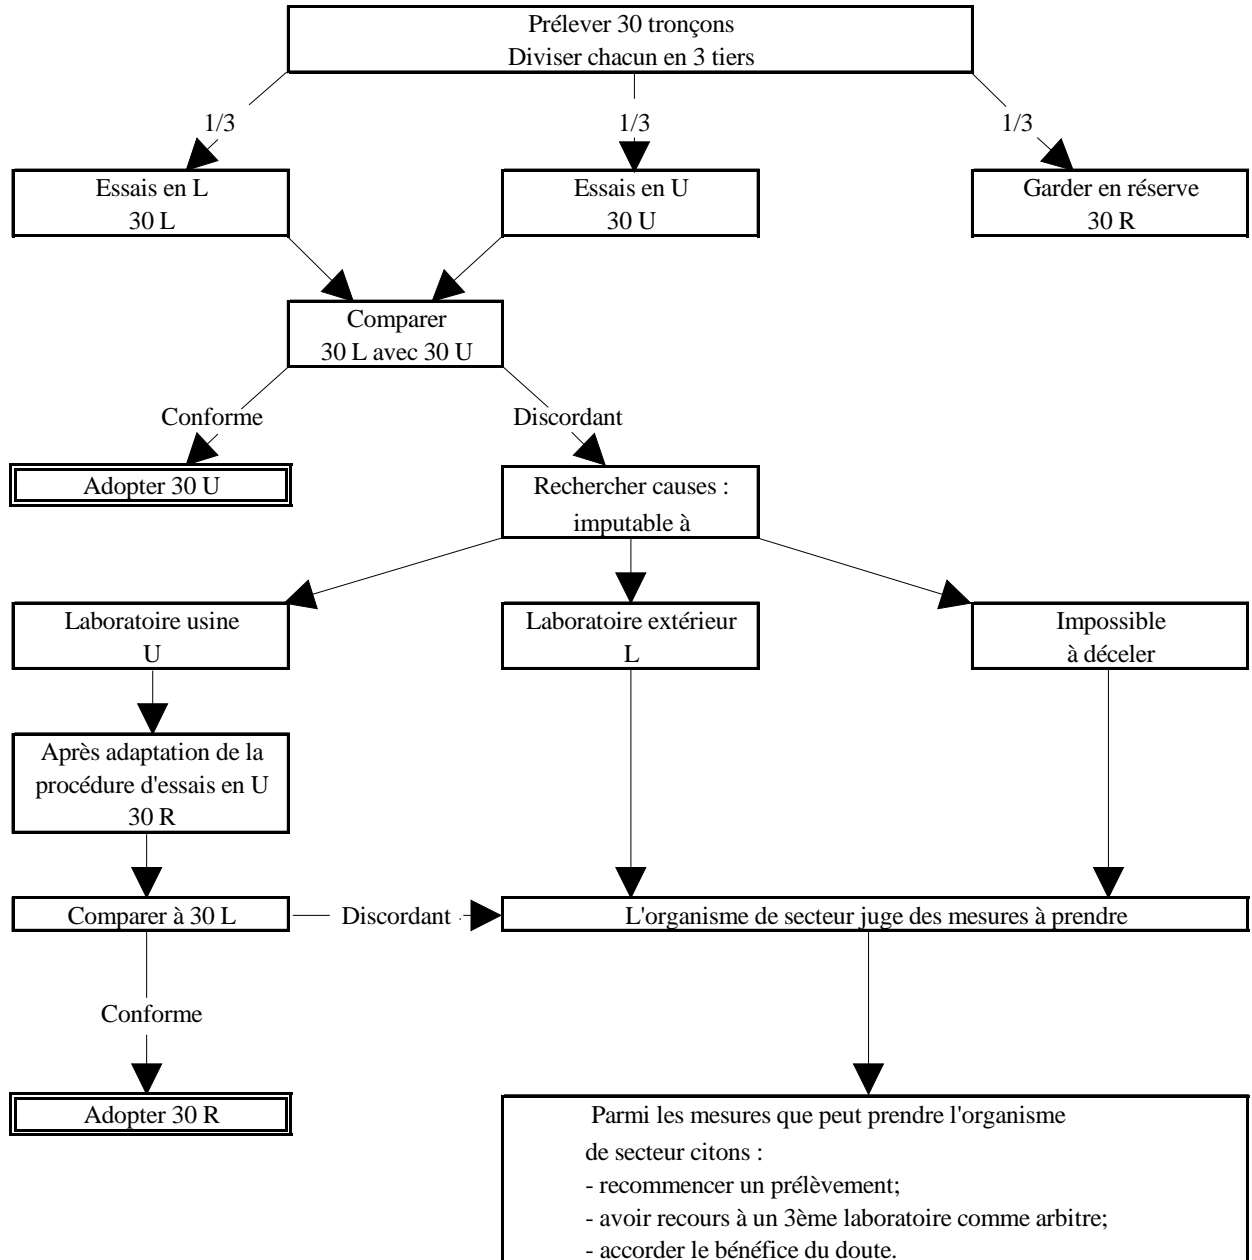 Prélever 30 tronçons
Diviser chacun en 3 tiers
1/3
1/3
1/3
Essais en L
30 L
Essais en U
30 U
Garder en réserve
30 R
Comparer
30 L avec 30 U
Conforme
Discordant
Adopter 30 U
Rechercher causes :
imputable à
Laboratoire usine
U
Laboratoire extérieur
L
Impossible
à déceler
Après adaptation de la
procédure d'essais en U
30 R
Comparer à 30 L
Discordant
L'organisme de secteur juge des mesures à prendre
Conforme
Adopter 30 R
Parmi les mesures que peut prendre l'organisme
de secteur citons :
- recommencer un prélèvement;
- avoir recours à un 3ème laboratoire comme arbitre;
- accorder le bénéfice du doute.